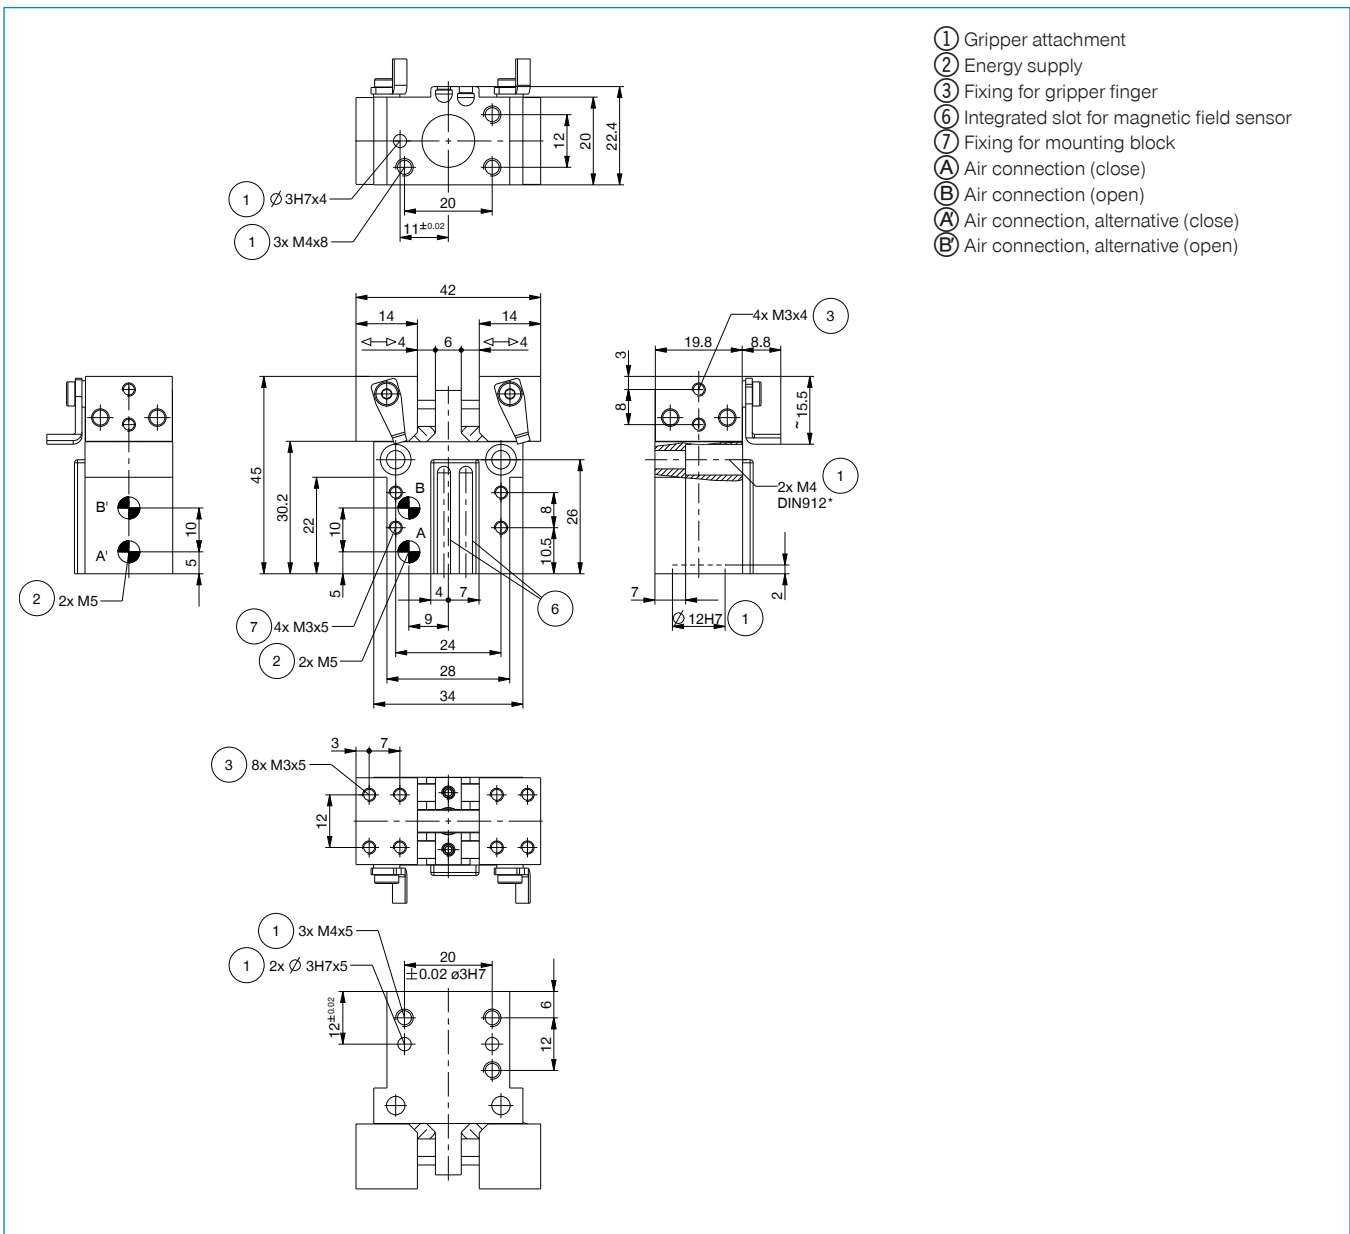 ① Gripper attachment
② Energy supply
③ Fixing for gripper finger
⑥ Integrated slot for magnetic field sensor
⑦ Fixing for mounting block
Ⓐ Air connection (close)
Ⓑ Air connection (open)
A' Air connection, alternative (close)
B' Air connection, alternative (open)
12
20
22.4
1 Ø 3H7x4
20
11±0.02
1 3x M4x8
42
14
14
4
6
4
45
30.2
22
10
5
B
A
8
10.5
26
4
7
9
6
7 4x M3x5
24
2 2x M5
28
34
B'
A'
10
5
2 2x M5
4x M3x4 3
19.8
8.8
3
8
~15.5
2x M4 1
DIN912*
7
2
Ø 12H7 1
3
7
3 8x M3x5
12
1 3x M4x5
20
1 2x Ø 3H7x5
±0.02 ø3H7
12±0.02
6
12